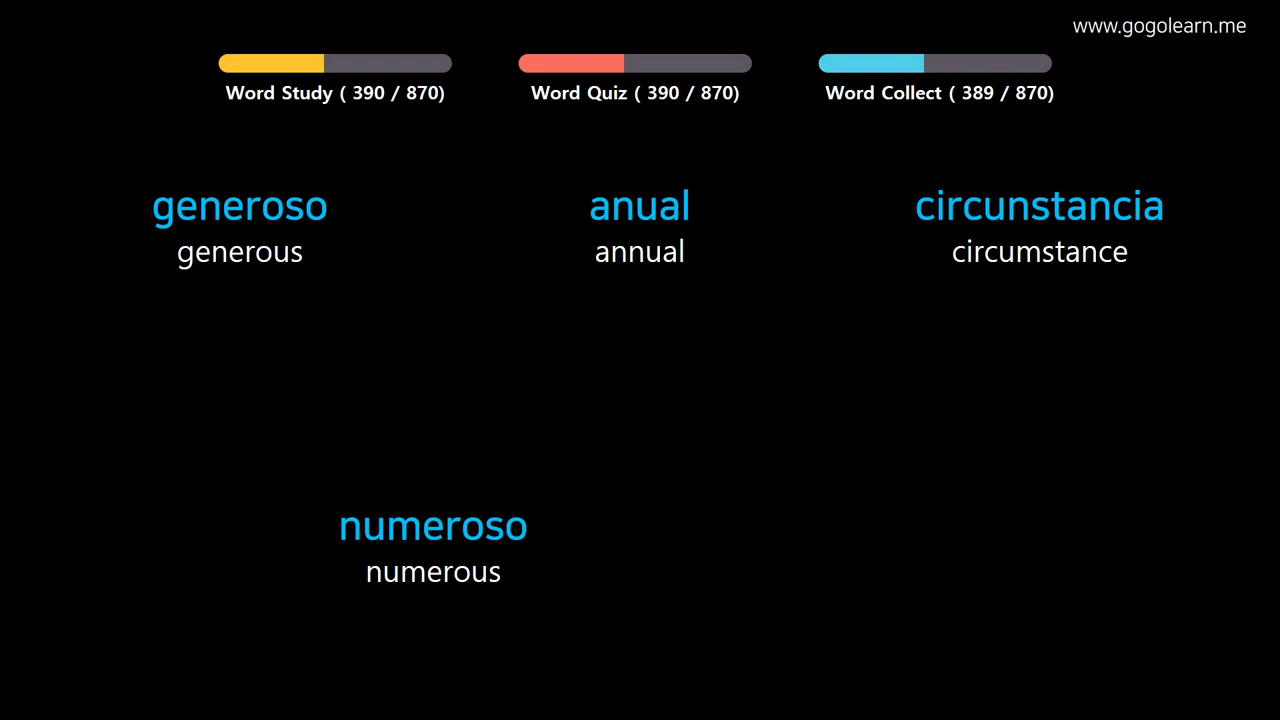 www.gogolearn.me
Word Study ( 390 / 870)
Word Quiz ( 390 / 870)
Word Collect ( 389 / 870)
generoso
generous
anual
annual
circunstancia
circumstance
numeroso
numerous